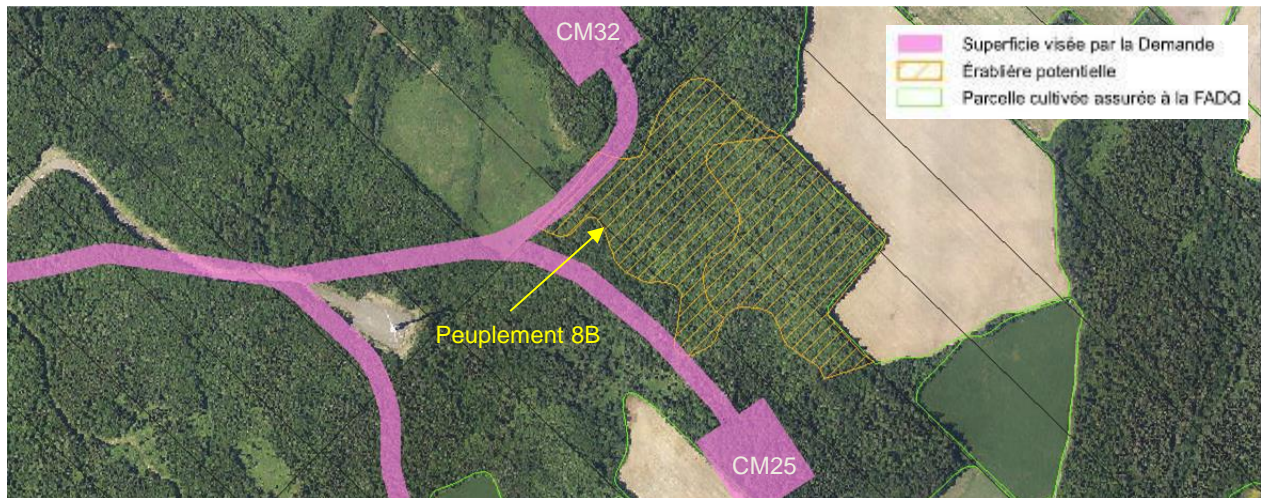 CM32
Superficie visée par la Demande
Érablière potentielle
Parcelle cultivée assurée à la FADQ
Peuplement 8B
CM25